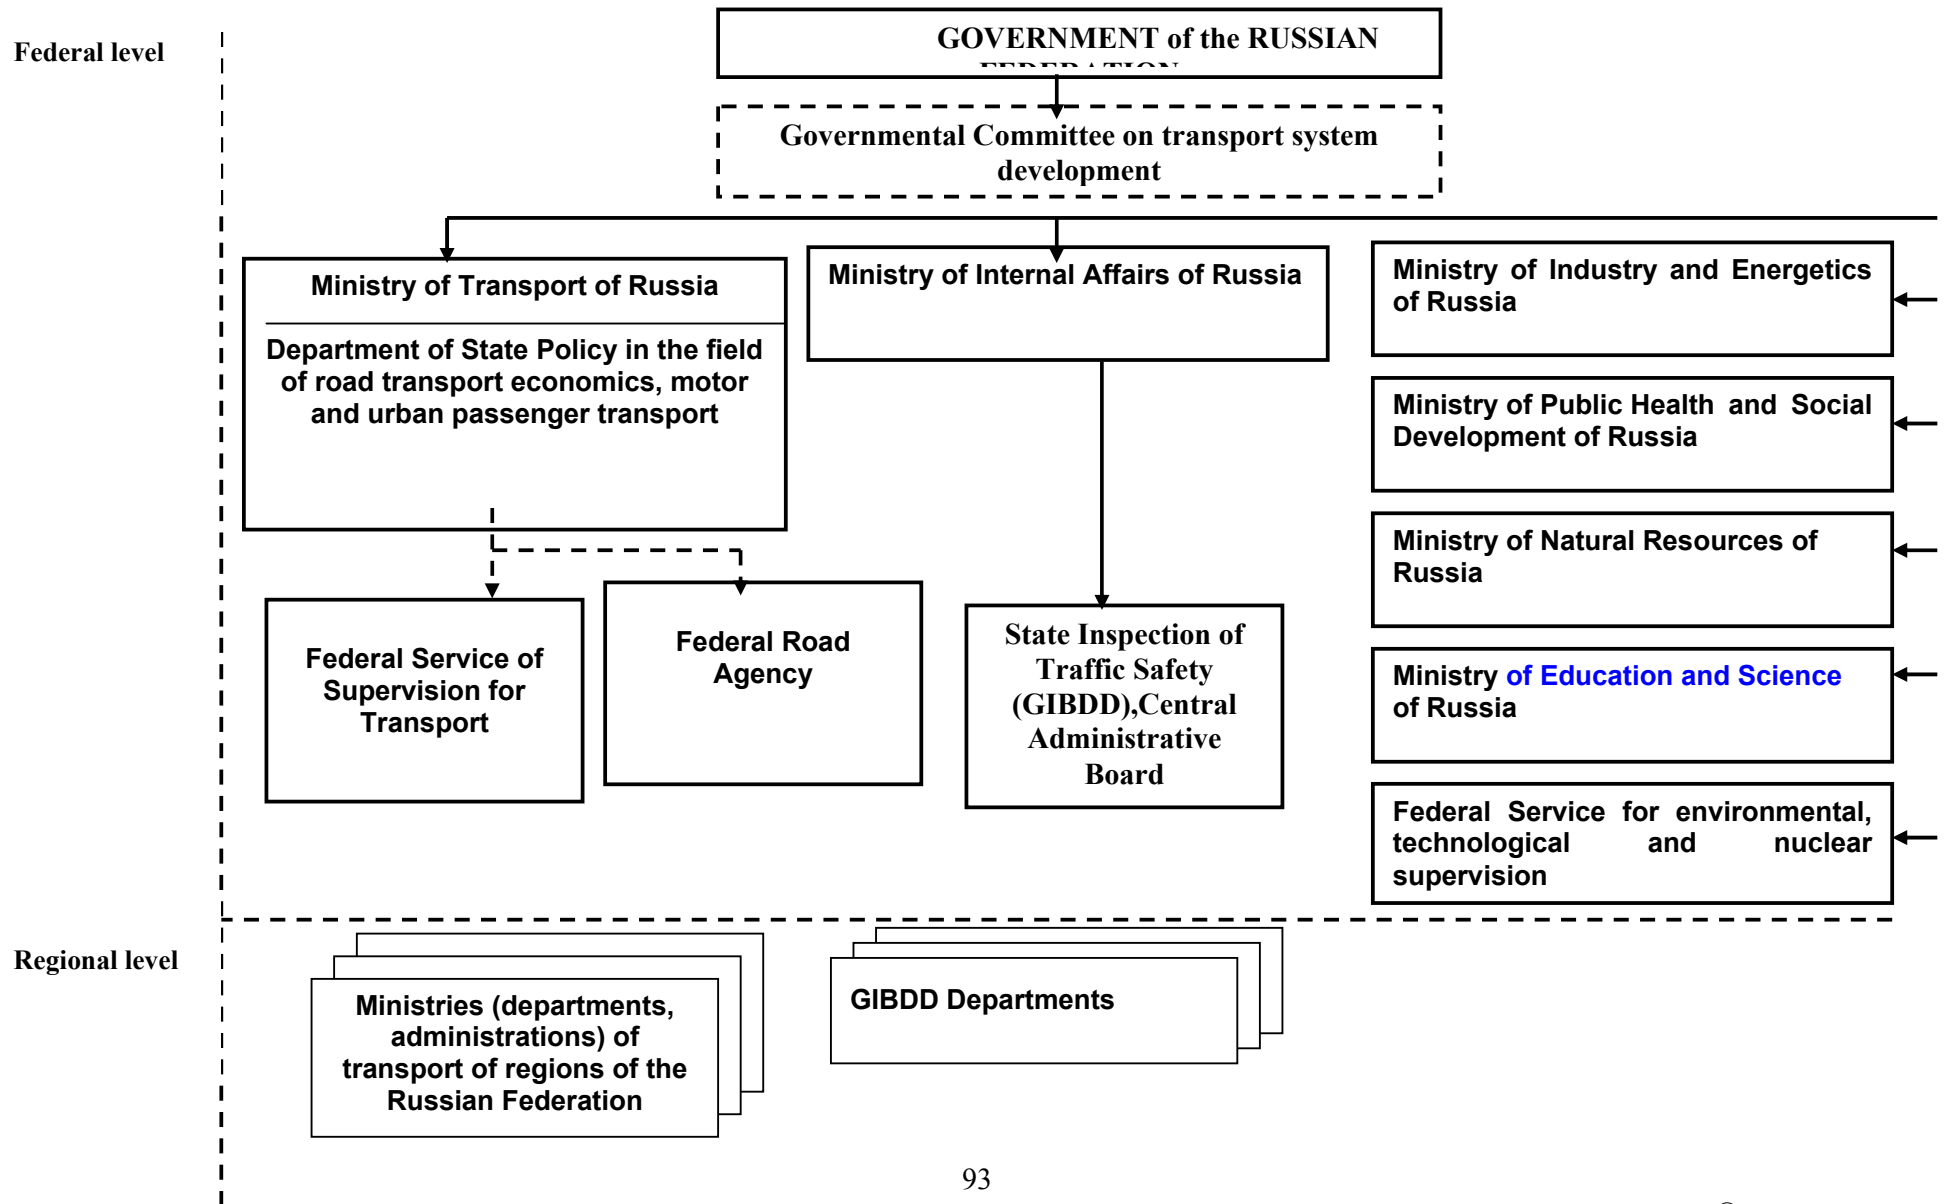 Federal level
GOVERNMENT of the RUSSIAN
FEDERATION
Governmental Committee on transport system
development
Ministry of Transport of Russia
Department of State Policy in the field
of road transport economics, motor
and urban passenger transport
Ministry of Internal Affairs of Russia
Ministry of Industry and Energetics
of Russia
Ministry of Public Health and Social
Development of Russia
Ministry of Natural Resources of
Russia
Ministry of Education and Science
of Russia
Federal Service for environmental,
technological and nuclear
supervision
Federal Service of
Supervision for
Transport
Federal Road
Agency
State Inspection of
Traffic Safety
(GIBDD),Central
Administrative
Board
Regional level
Ministries (departments,
administrations) of
transport of regions of the
Russian Federation
GIBDD Departments
93